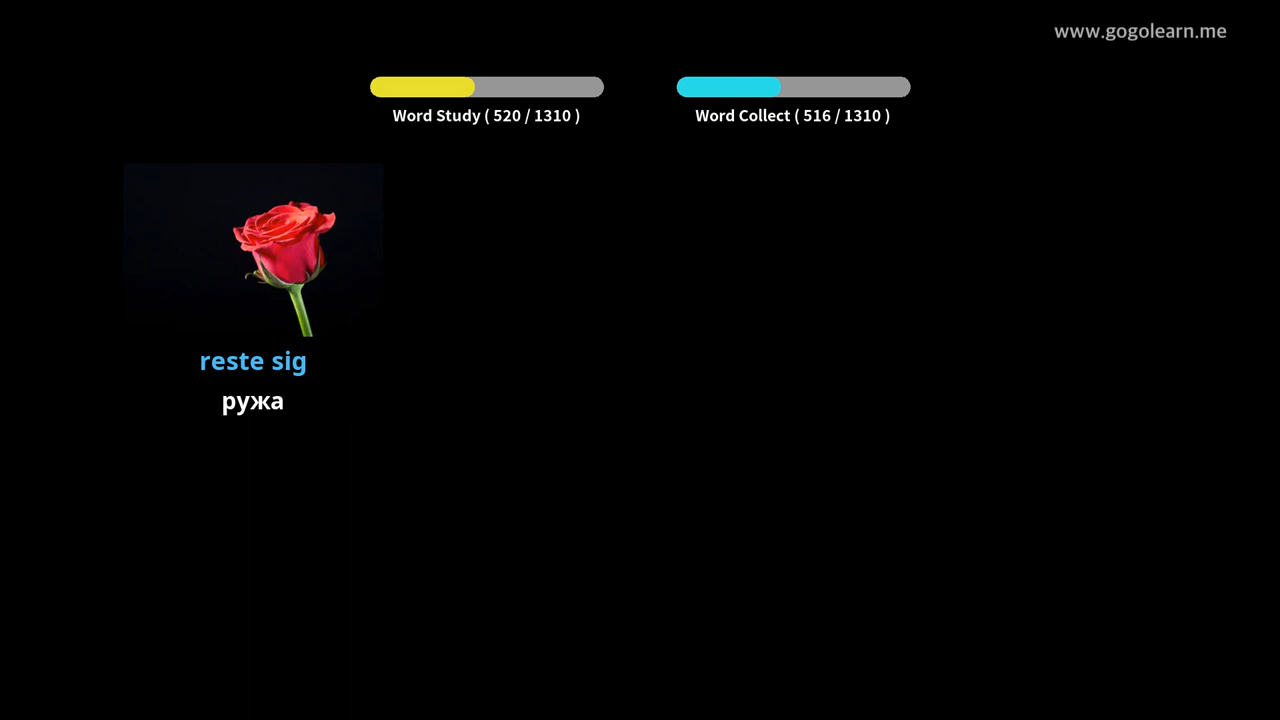 www.gogolearn.me
Word Study ( 520 / 1310 )
Word Collect ( 516 / 1310 )
reste sig
ружа